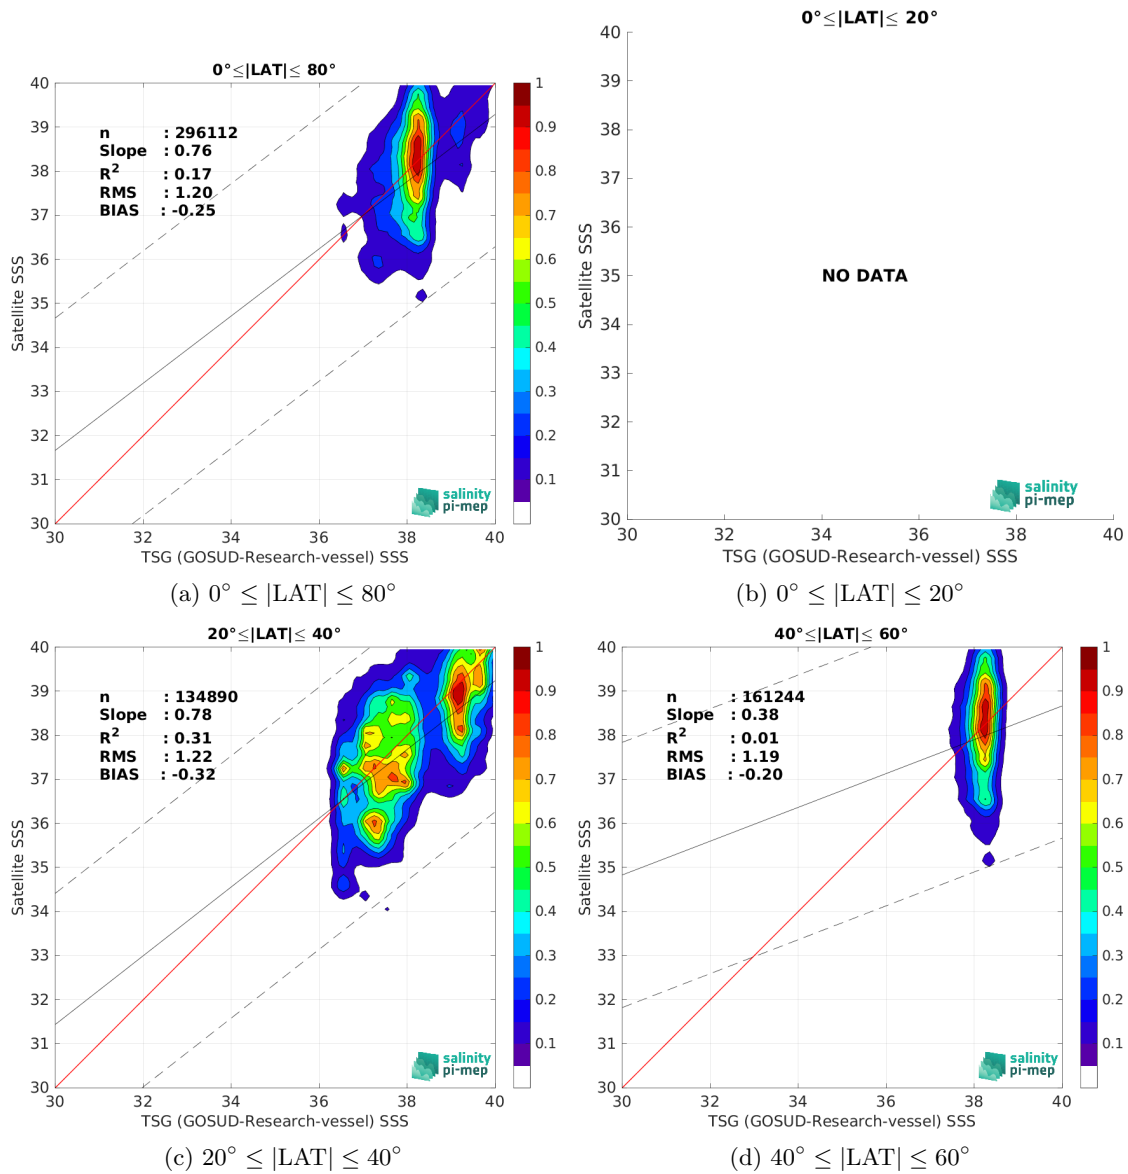 0°≤|LAT|≤ 80°
n : 296112
Slope : 0.76
R² : 0.17
RMS : 1.20
BIAS : -0.25
40
39
38
37
36
35
34
33
32
31
30
30 32 34 36 38 40
1
0.9
0.8
0.7
0.6
0.5
0.4
0.3
0.2
0.1
Satellite SSS
TSG (GOSUD-Research-vessel) SSS
salinity
pi-mep
(a) 0° ≤ |LAT| ≤ 80°
0°≤|LAT|≤ 20°
40
39
38
37
36
35
34
33
32
31
30
30 32 34 36 38 40
Satellite SSS
NO DATA
TSG (GOSUD-Research-vessel) SSS
salinity
pi-mep
(b) 0° ≤ |LAT| ≤ 20°
20°≤|LAT|≤ 40°
n : 134890
Slope : 0.78
R² : 0.31
RMS : 1.22
BIAS : -0.32
40
39
38
37
36
35
34
33
32
31
30
30 32 34 36 38 40
1
0.9
0.8
0.7
0.6
0.5
0.4
0.3
0.2
0.1
Satellite SSS
TSG (GOSUD-Research-vessel) SSS
salinity
pi-mep
(c) 20° ≤ |LAT| ≤ 40°
40°≤|LAT|≤ 60°
n : 161244
Slope : 0.38
R² : 0.01
RMS : 1.19
BIAS : -0.20
40
39
38
37
36
35
34
33
32
31
30
30 32 34 36 38 40
1
0.9
0.8
0.7
0.6
0.5
0.4
0.3
0.2
0.1
Satellite SSS
TSG (GOSUD-Research-vessel) SSS
salinity
pi-mep
(d) 40° ≤ |LAT| ≤ 60°